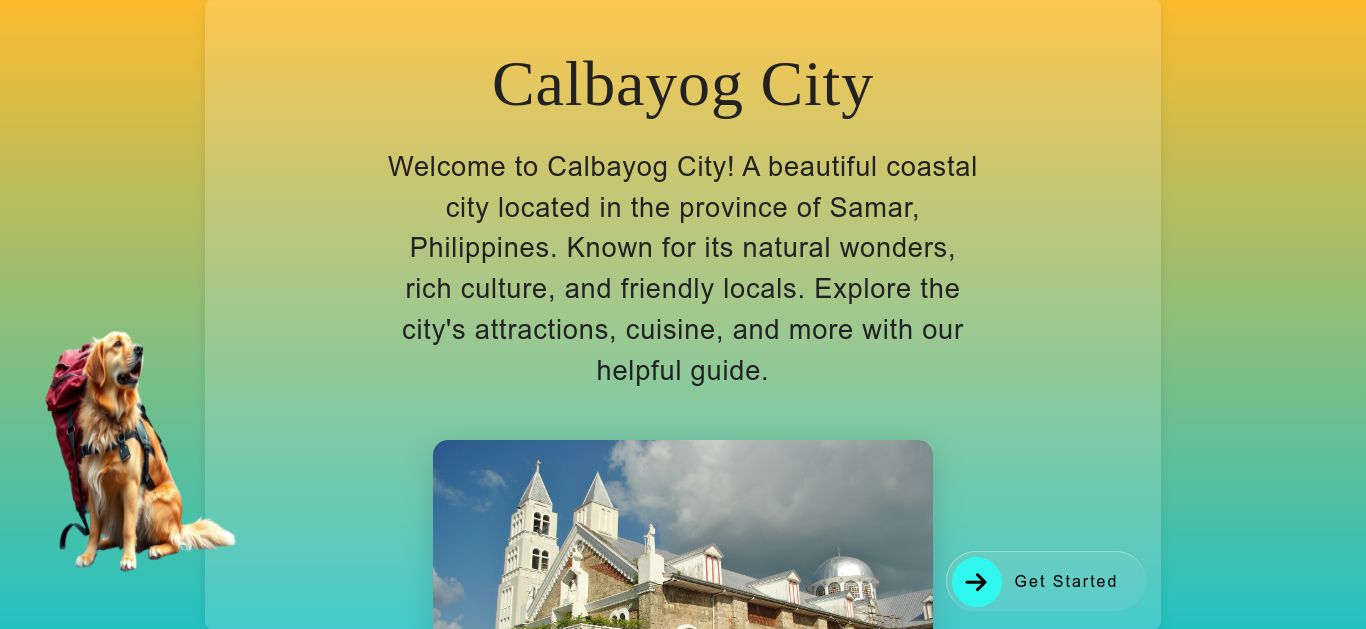 Calbayog City
Welcome to Calbayog City! A beautiful coastal
city located in the province of Samar,
Philippines. Known for its natural wonders,
rich culture, and friendly locals. Explore the
city's attractions, cuisine, and more with our
helpful guide.
Get Started